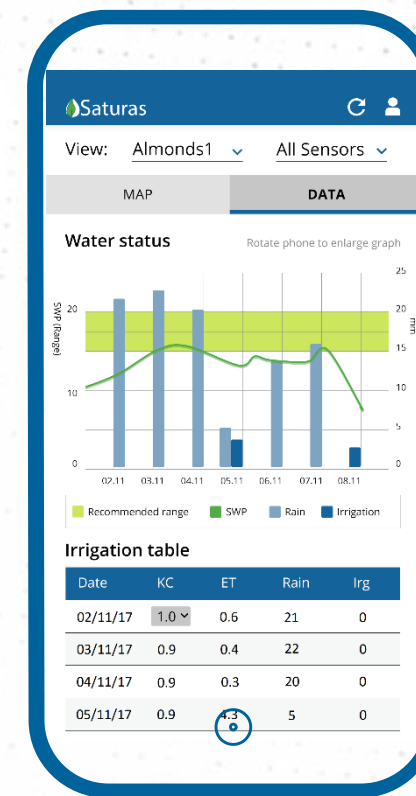 Saturas
View: Almonds1 All Sensors
MAP DATA
Water status Rotate phone to enlarge graph
SWP (Range)
20
10
0
25
20
15
10
5
0
mm
02.11 03.11 04.11 05.11 06.11 07.11 08.11
Recommended range SWP Rain Irrigation
Irrigation table
Date KC ET Rain Irg
02/11/17 1.0 0.6 21 0
03/11/17 0.9 0.4 22 0
04/11/17 0.9 0.3 20 0
05/11/17 0.9 4.3 5 0